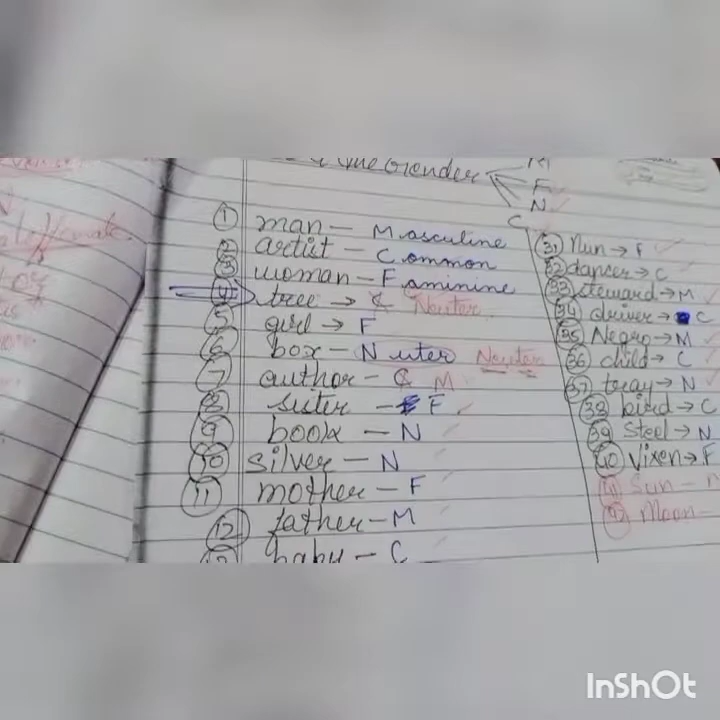 the Gender
M
F
N
C
① man – Masculine
② artist – Common
③ woman – Faminine
④ tree → C Neuter
⑤ girl → F
⑥ box – Nuter Neuter
⑦ author – C M
⑧ sister – F
⑨ book – N
⑩ silver – N
⑪ mother – F
⑫ father – M
baby – C
㉛ Nun → F
㉜ dancer → C
㉝ steward → M
㉞ driver → C
㉟ Negro → M
㊱ child → C
㊲ tray → N
㊳ bird → C
㊴ Steel → N
㊵ Vixen → F
Sun –
Moon –
InShOt